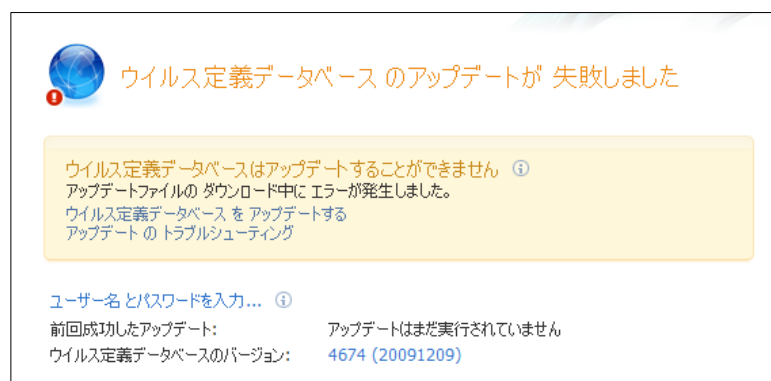 ウイルス定義データベース のアップデートが 失敗しました
ウイルス定義データベースはアップデートすることができません
アップデートファイルの ダウンロード中に エラーが発生しました。
ウイルス定義データベース を アップデートする
アップデート の トラブルシューティング
ユーザー名 とパスワードを入力...
前回成功したアップデート: アップデートはまだ実行されていません
ウイルス定義データベースのバージョン: 4674 (20091209)